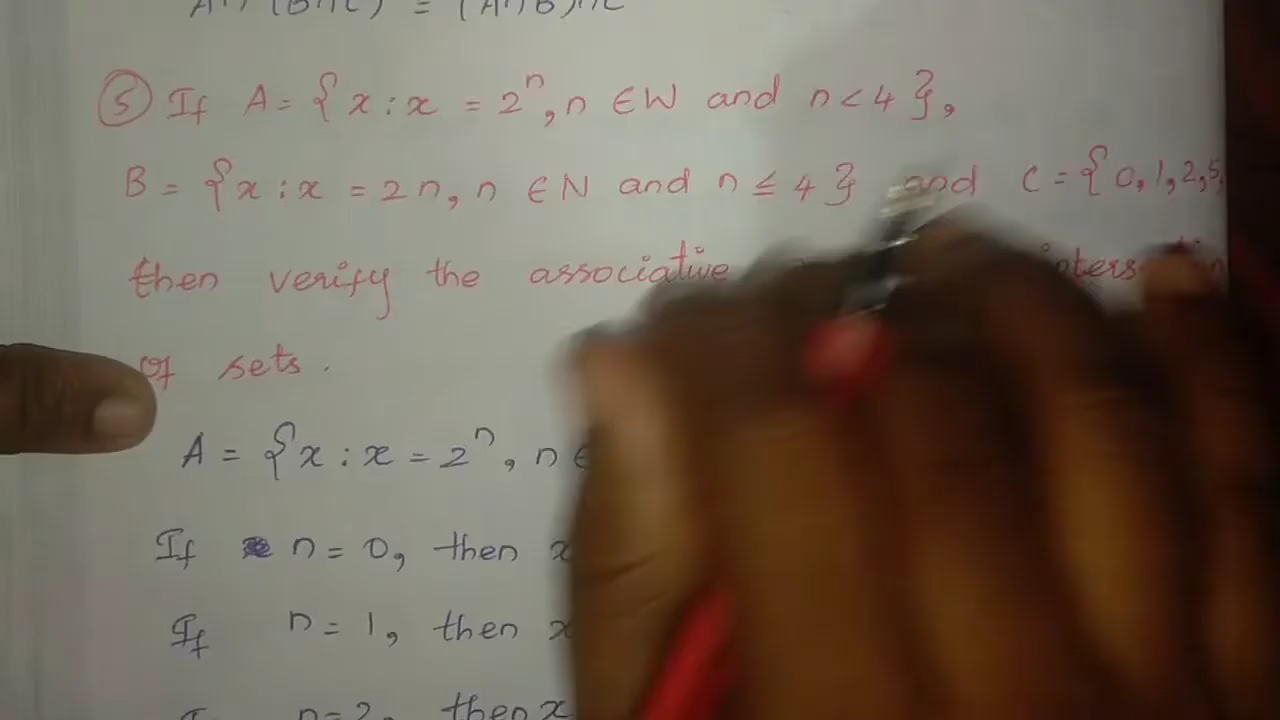 A∩(B∩C) = (A∩B)∩C
⑤ If A = {x : x = 2ⁿ, n ∈ W and n < 4},
B = {x : x = 2n, n ∈ N and n ≤ 4} and C = {0, 1, 2, 5,
then verify the associative
of sets.
A = {x : x = 2ⁿ, n ∈
If n = 0, then x
If n = 1, then x
n = 2, then x